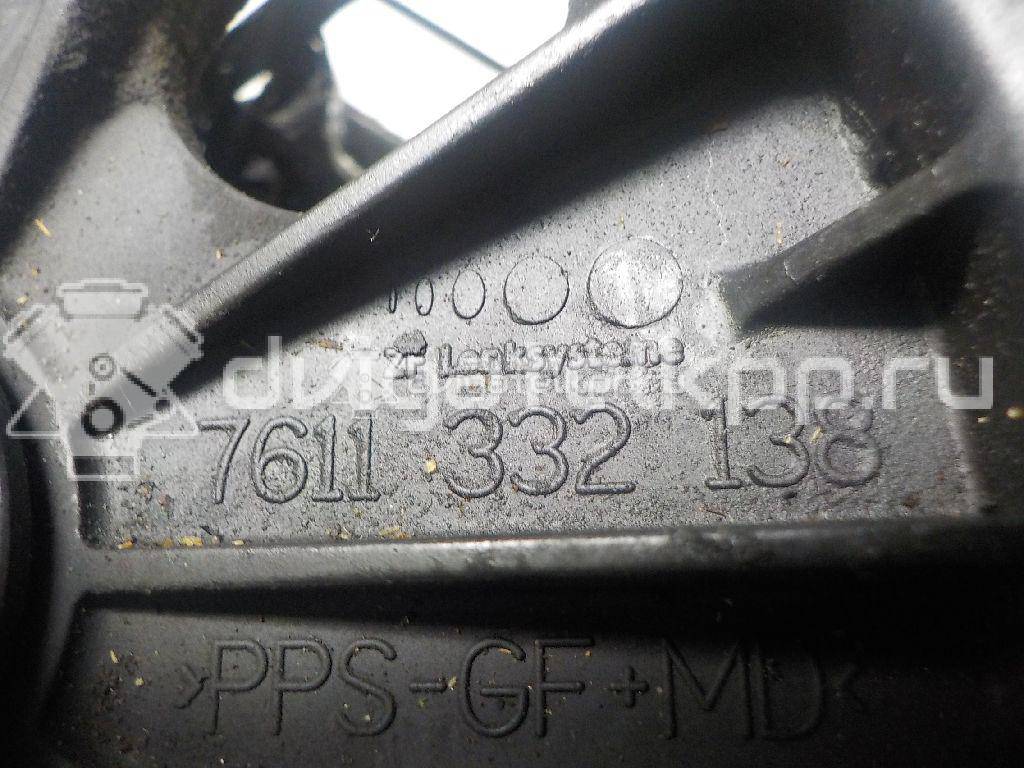 ZF Lenksysteme
dvigatelkpp.ru
7611 332 138
>PPS-GF+MD<